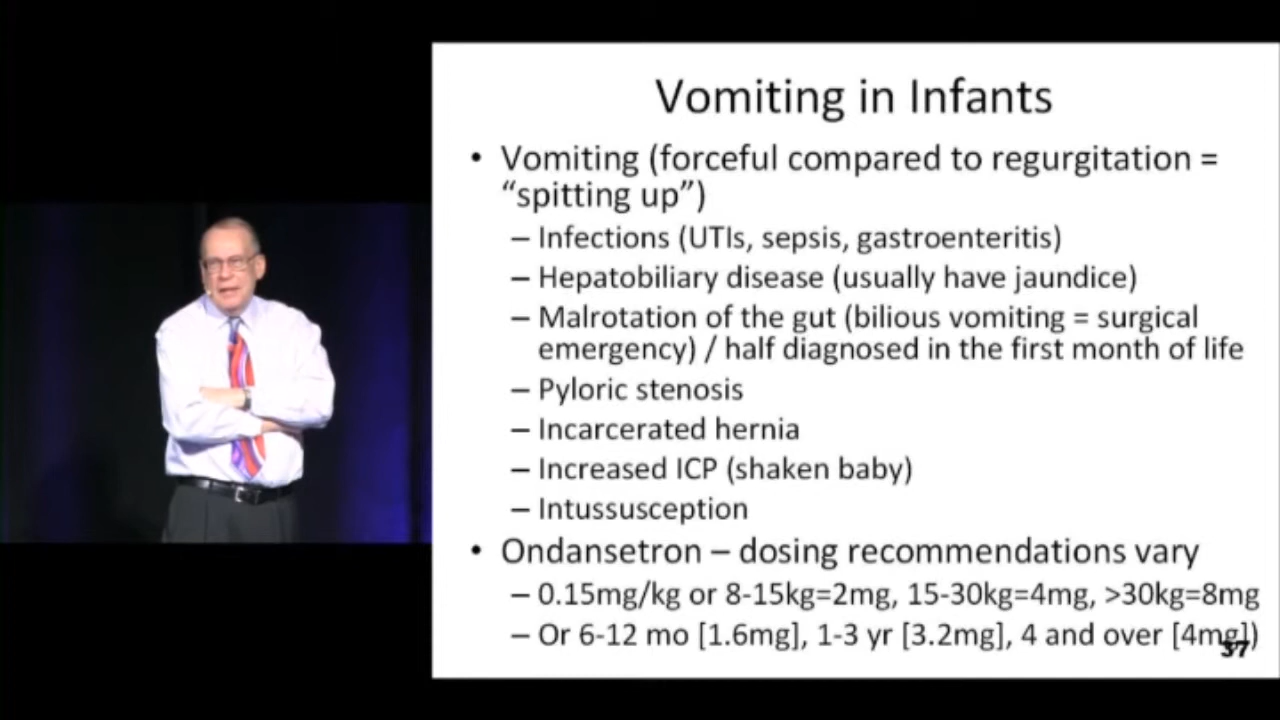 Vomiting in Infants
• Vomiting (forceful compared to regurgitation =
“spitting up”)
– Infections (UTIs, sepsis, gastroenteritis)
– Hepatobiliary disease (usually have jaundice)
– Malrotation of the gut (bilious vomiting = surgical
emergency) / half diagnosed in the first month of life
– Pyloric stenosis
– Incarcerated hernia
– Increased ICP (shaken baby)
– Intussusception
• Ondansetron – dosing recommendations vary
– 0.15mg/kg or 8-15kg=2mg, 15-30kg=4mg, >30kg=8mg
– Or 6-12 mo [1.6mg], 1-3 yr [3.2mg], 4 and over [4mg])
37